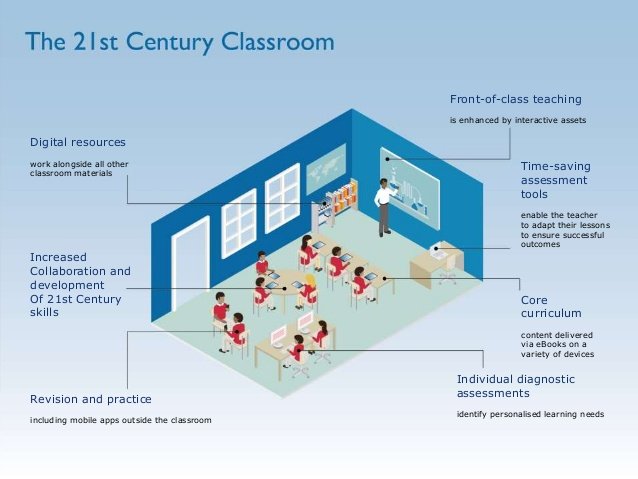 The 21st Century Classroom
Front-of-class teaching
is enhanced by interactive assets
Digital resources
work alongside all other
classroom materials
Time-saving
assessment
tools
enable the teacher
to adapt their lessons
to ensure successful
outcomes
Increased
Collaboration and
development
Of 21st Century
skills
Core
curriculum
content delivered
via eBooks on a
variety of devices
Individual diagnostic
assessments
identify personalised learning needs
Revision and practice
including mobile apps outside the classroom